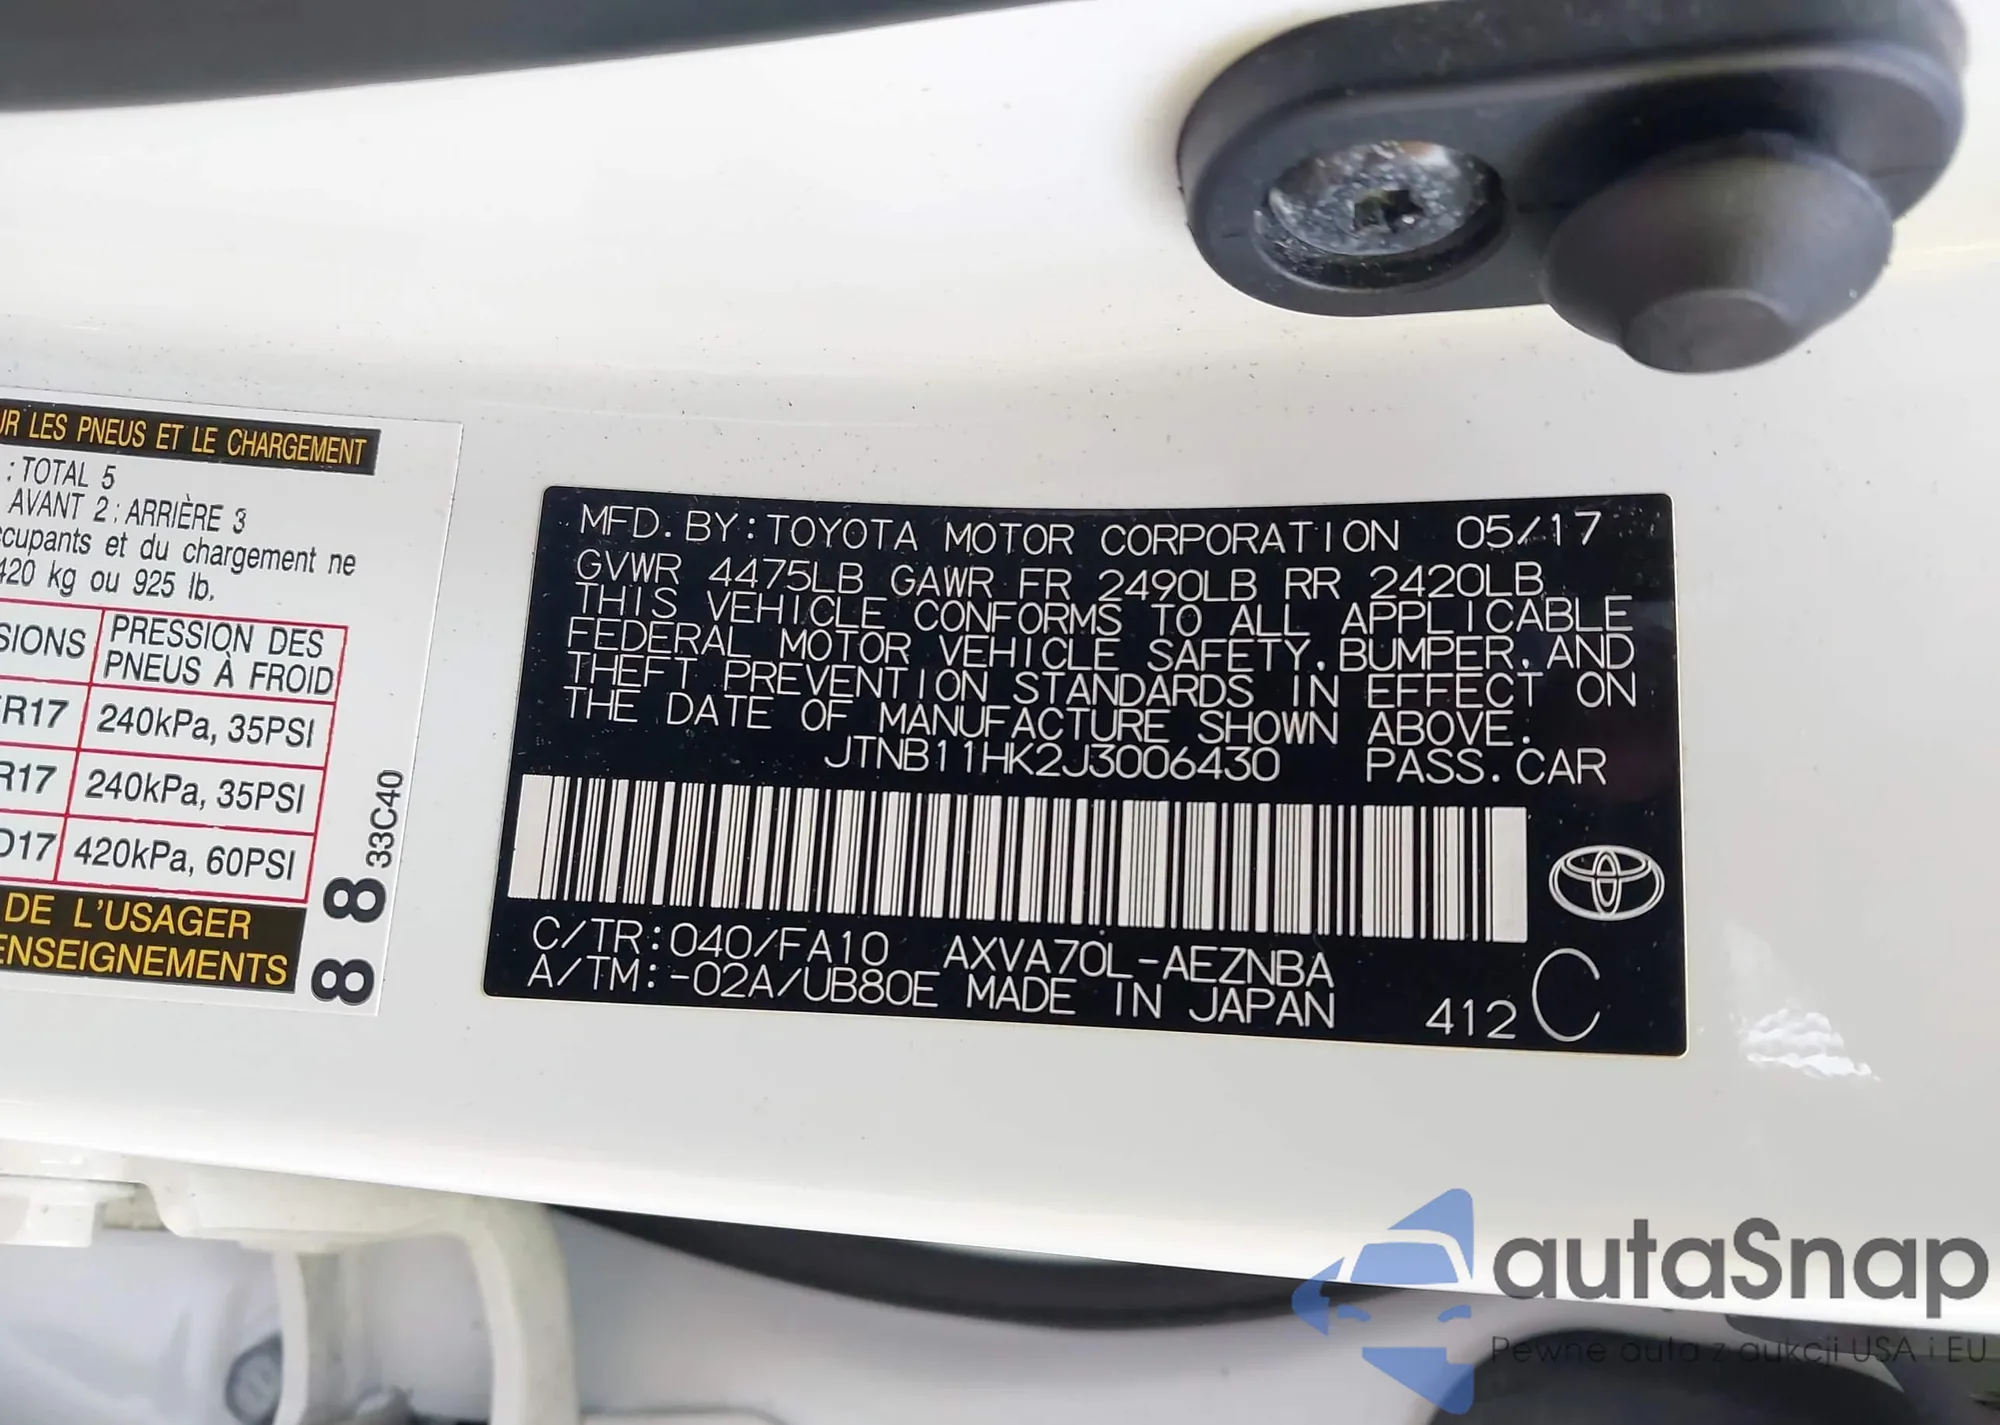 UR LES PNEUS ET LE CHARGEMENT
: TOTAL 5
AVANT 2 : ARRIÈRE 3
ccupants et du chargement ne
420 kg ou 925 lb.
SIONS PRESSION DES
PNEUS À FROID
R17 240kPa, 35PSI
R17 240kPa, 35PSI
D17 420kPa, 60PSI
DE L'USAGER
ENSEIGNEMENTS
8 8 33C40
MFD. BY: TOYOTA MOTOR CORPORATION 05/17
GVWR 4475LB GAWR FR 2490LB RR 2420LB
THIS VEHICLE CONFORMS TO ALL APPLICABLE
FEDERAL MOTOR VEHICLE SAFETY, BUMPER, AND
THEFT PREVENTION STANDARDS IN EFFECT ON
THE DATE OF MANUFACTURE SHOWN ABOVE.
JTNB11HK2J3006430 PASS. CAR
C/TR: 040/FA10 AXVA70L-AEZNBA
A/TM: -02A/UB80E MADE IN JAPAN 412 C
autaSnap
Pewne auta z aukcji USA i EU